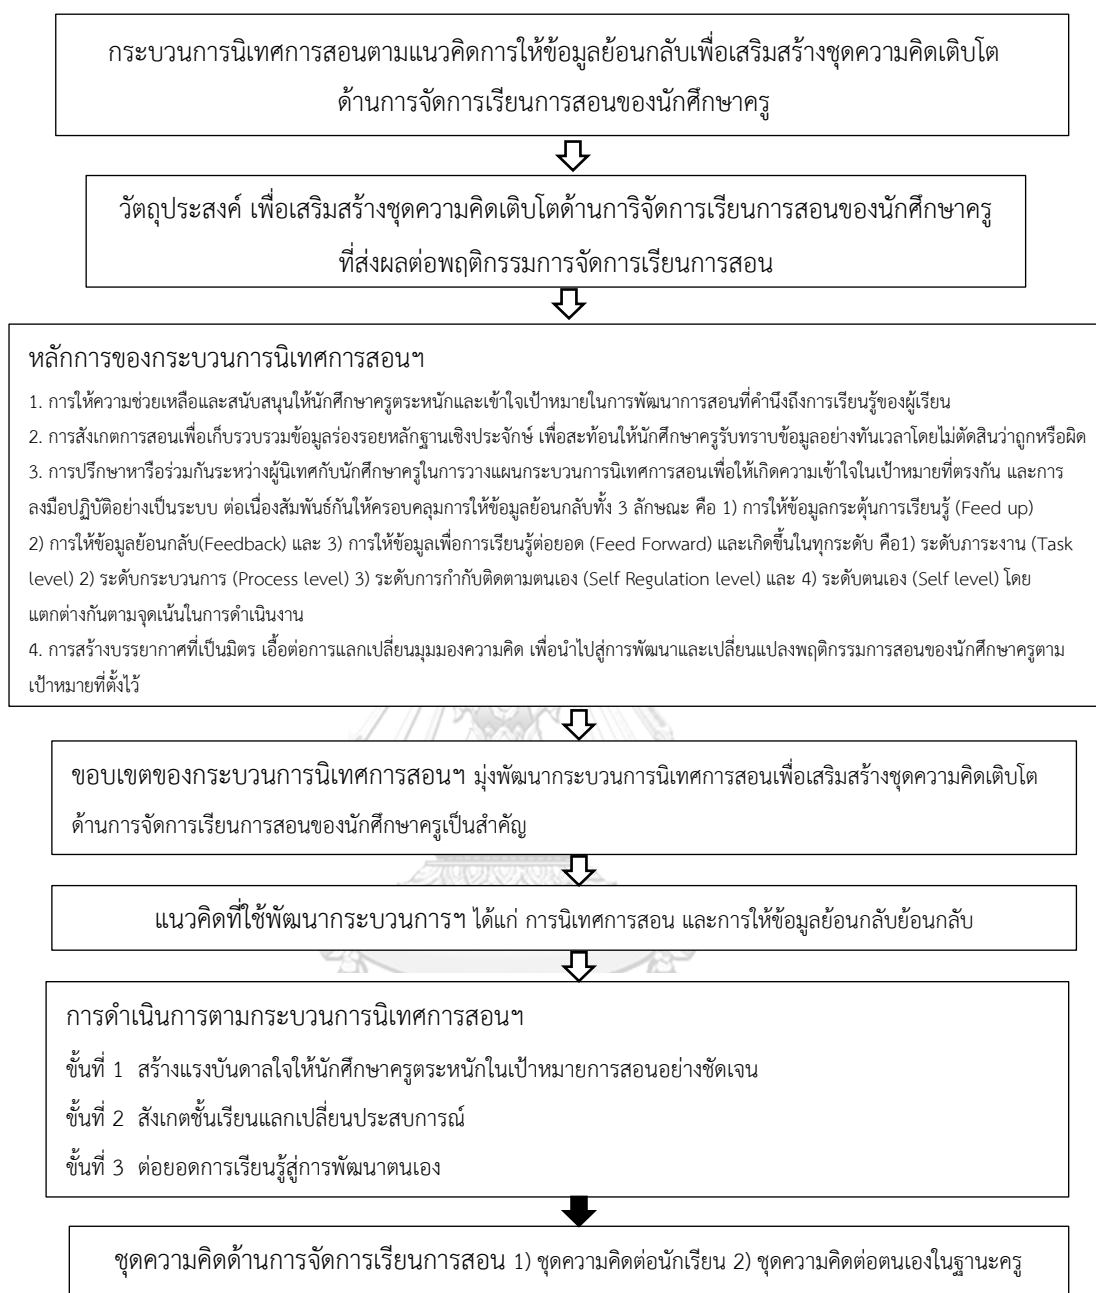 กระบวนการนิเทศการสอนตามแนวคิดการให้ข้อมูลย้อนกลับเพื่อเสริมสร้างชุดความคิดเติบโต
ด้านการจัดการเรียนการสอนของนักศึกษาครู
วัตถุประสงค์ เพื่อเสริมสร้างชุดความคิดเติบโตด้านการิจัดการเรียนการสอนของนักศึกษาครู
ที่ส่งผลต่อพฤติกรรมการจัดการเรียนการสอน
หลักการของกระบวนการนิเทศการสอนฯ
1. การให้ความช่วยเหลือและสนับสนุนให้นักศึกษาครูตระหนักและเข้าใจเป้าหมายในการพัฒนาการสอนที่คำนึงถึงการเรียนรู้ของผู้เรียน
2. การสังเกตการสอนเพื่อเก็บรวบรวมข้อมูลร่องรอยหลักฐานเชิงประจักษ์ เพื่อสะท้อนให้นักศึกษาครูรับทราบข้อมูลอย่างทันเวลาโดยไม่ตัดสินว่าถูกหรือผิด
3. การปรึกษาหารือร่วมกันระหว่างผู้นิเทศกับนักศึกษาครูในการวางแผนกระบวนการนิเทศการสอนเพื่อให้เกิดความเข้าใจในเป้าหมายที่ตรงกัน และการ
ลงมือปฏิบัติอย่างเป็นระบบ ต่อเนื่องสัมพันธ์กันให้ครอบคลุมการให้ข้อมูลย้อนกลับทั้ง 3 ลักษณะ คือ 1) การให้ข้อมูลกระตุ้นการเรียนรู้ (Feed up)
2) การให้ข้อมูลย้อนกลับ(Feedback) และ 3) การให้ข้อมูลเพื่อการเรียนรู้ต่อยอด (Feed Forward) และเกิดขึ้นในทุกระดับ คือ1) ระดับภาระงาน (Task
level) 2) ระดับกระบวนการ (Process level) 3) ระดับการกำกับติดตามตนเอง (Self Regulation level) และ 4) ระดับตนเอง (Self level) โดย
แตกต่างกันตามจุดเน้นในการดำเนินงาน
4. การสร้างบรรยากาศที่เป็นมิตร เอื้อต่อการแลกเปลี่ยนมุมมองความคิด เพื่อนำไปสู่การพัฒนาและเปลี่ยนแปลงพฤติกรรมการสอนของนักศึกษาครูตาม
เป้าหมายที่ตั้งไว้
ขอบเขตของกระบวนการนิเทศการสอนฯ มุ่งพัฒนากระบวนการนิเทศการสอนเพื่อเสริมสร้างชุดความคิดเติบโต
ด้านการจัดการเรียนการสอนของนักศึกษาครูเป็นสำคัญ
แนวคิดที่ใช้พัฒนากระบวนการฯ ได้แก่ การนิเทศการสอน และการให้ข้อมูลย้อนกลับย้อนกลับ
การดำเนินการตามกระบวนการนิเทศการสอนฯ
ขั้นที่ 1 สร้างแรงบันดาลใจให้นักศึกษาครูตระหนักในเป้าหมายการสอนอย่างชัดเจน
ขั้นที่ 2 สังเกตชั้นเรียนแลกเปลี่ยนประสบการณ์
ขั้นที่ 3 ต่อยอดการเรียนรู้สู่การพัฒนาตนเอง
ชุดความคิดด้านการจัดการเรียนการสอน 1) ชุดความคิดต่อนักเรียน 2) ชุดความคิดต่อตนเองในฐานะครู